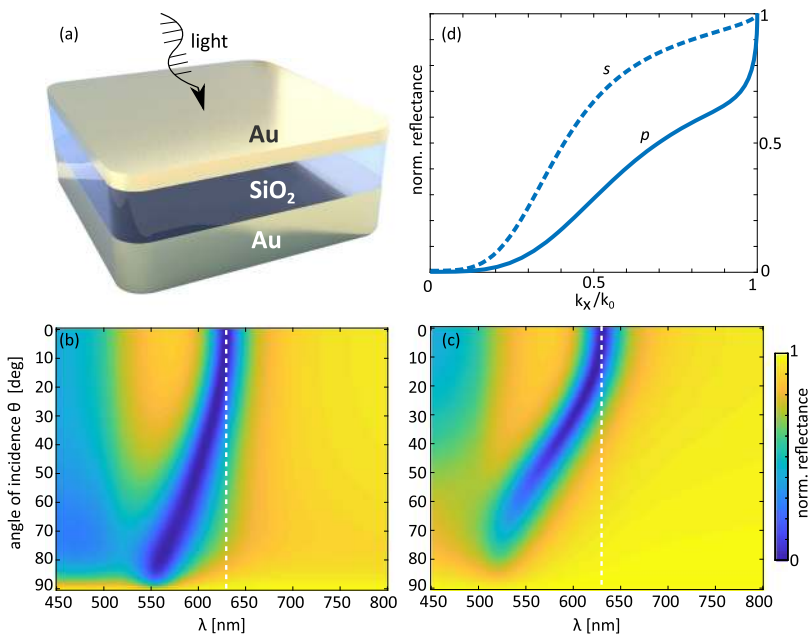 (a)
light
Au
SiO₂
Au
(d)
norm. reflectance
1
0.5
0
s
p
0
0.5
1
kₓ/k₀
(b)
angle of incidence θ [deg]
0
10
20
30
40
50
60
70
80
90
450
500
550
600
650
700
750
800
λ [nm]
(c)
0
10
20
30
40
50
60
70
80
90
450
500
550
600
650
700
750
800
λ [nm]
1
0
norm. reflectance